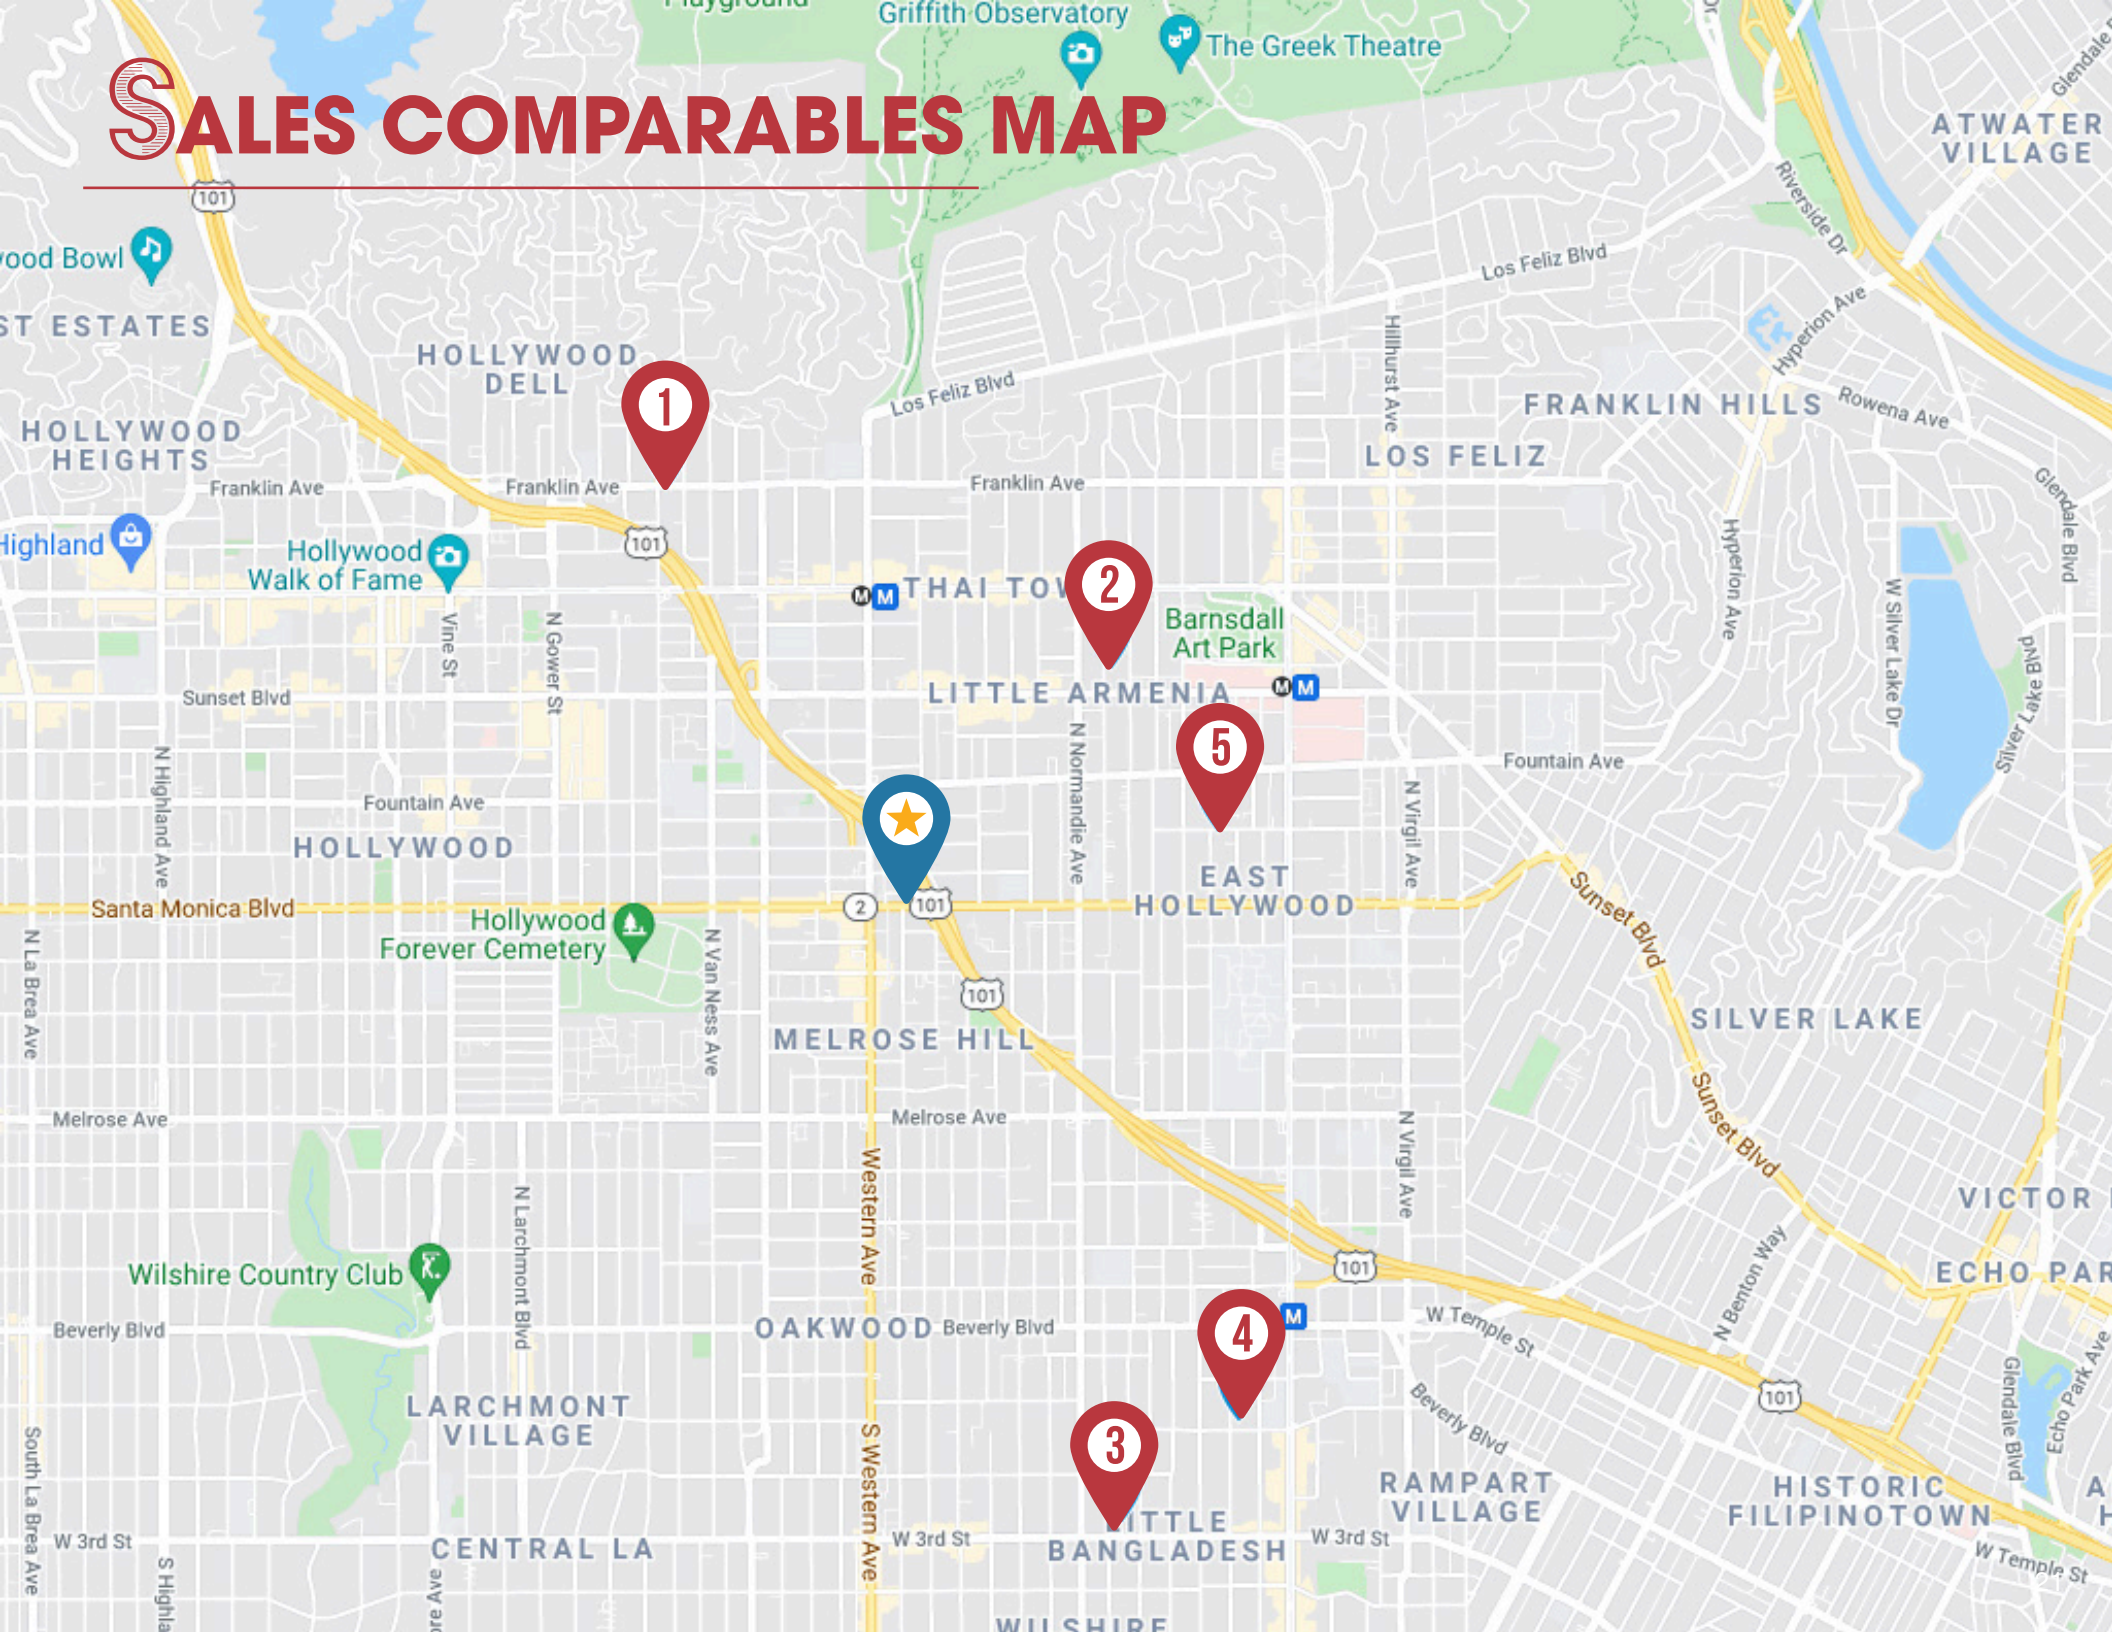 Playground
Griffith Observatory
The Greek Theatre
SALES COMPARABLES MAP
Glendale
ATWATER
VILLAGE
101
Riverside Dr
wood Bowl
ST ESTATES
Los Feliz Blvd
Hyperion Ave
HOLLYWOOD
DELL
Hillhurst Ave
1
Los Feliz Blvd
FRANKLIN HILLS
Rowena Ave
HOLLYWOOD
HEIGHTS
LOS FELIZ
Franklin Ave
Franklin Ave
Franklin Ave
Glendale Blvd
Highland
Hollywood
Walk of Fame
101
Hyperion Ave
M M
THAI TOW
2
Barnsdall
Art Park
W Silver Lake Dr
Vine St
N Gower St
Silver Lake Blvd
Sunset Blvd
LITTLE ARMENIA
M M
5
N Highland Ave
N Normandie Ave
Fountain Ave
N Virgil Ave
Fountain Ave
HOLLYWOOD
EAST
HOLLYWOOD
Santa Monica Blvd
2
101
Sunset Blvd
Hollywood
Forever Cemetery
N La Brea Ave
N Van Ness Ave
101
SILVER LAKE
MELROSE HILL
Melrose Ave
Melrose Ave
N Virgil Ave
Sunset Blvd
Western Ave
N Larchmont Blvd
VICTOR
Wilshire Country Club
101
N Benton Way
ECHO PAR
Beverly Blvd
OAKWOOD
Beverly Blvd
4
M
W Temple St
Glendale Blvd
Echo Park Ave
LARCHMONT
VILLAGE
Beverly Blvd
101
South La Brea Ave
S Western Ave
3
RAMPART
VILLAGE
HISTORIC
FILIPINOTOWN
A
H
W 3rd St
CENTRAL LA
W 3rd St
LITTLE
BANGLADESH
W 3rd St
W Temple St
S Highla
WILSHIRE